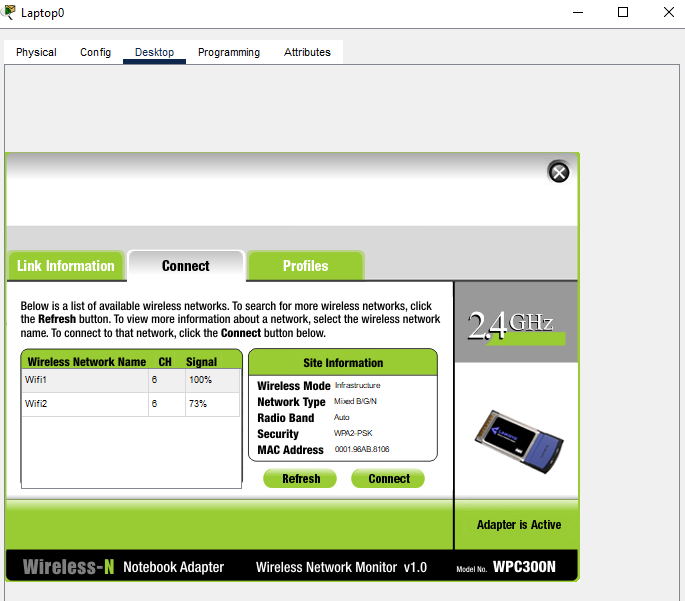 Laptop0
Physical Config Desktop Programming Attributes
Link Information Connect Profiles
Below is a list of available wireless networks. To search for more wireless networks, click
the Refresh button. To view more information about a network, select the wireless network
name. To connect to that network, click the Connect button below.
2.4GHz
Wireless Network Name CH Signal
Wifi1 6 100%
Wifi2 6 73%
Site Information
Wireless Mode Infrastructure
Network Type Mixed B/G/N
Radio Band Auto
Security WPA2-PSK
MAC Address 0001.96AB.8106
Refresh Connect
LINKSYS
Adapter is Active
Wireless-N Notebook Adapter Wireless Network Monitor v1.0 Model No. WPC300N